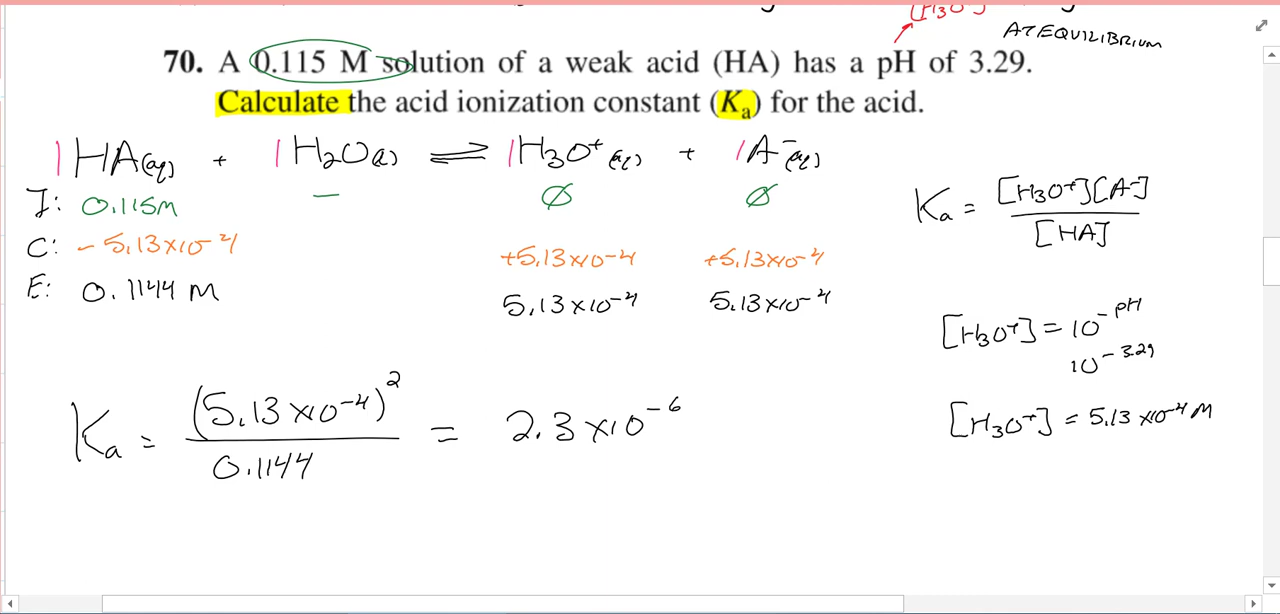 [H3O+]
AT EQUILIBRIUM
70. A 0.115 M solution of a weak acid (HA) has a pH of 3.29.
Calculate the acid ionization constant (Ka) for the acid.
1HA(aq) + 1H2O(l) ⇌ 1H3O+(aq) + 1A-(aq)
I: 0.115M — ∅ ∅
C: -5.13×10-4 +5.13×10-4 +5.13×10-4
E: 0.1144 M 5.13×10-4 5.13×10-4
Ka = [H3O+][A-] / [HA]
[H3O+] = 10-pH
10-3.29
[H3O+] = 5.13×10-4 M
Ka = (5.13×10-4)2 / 0.1144 = 2.3×10-6